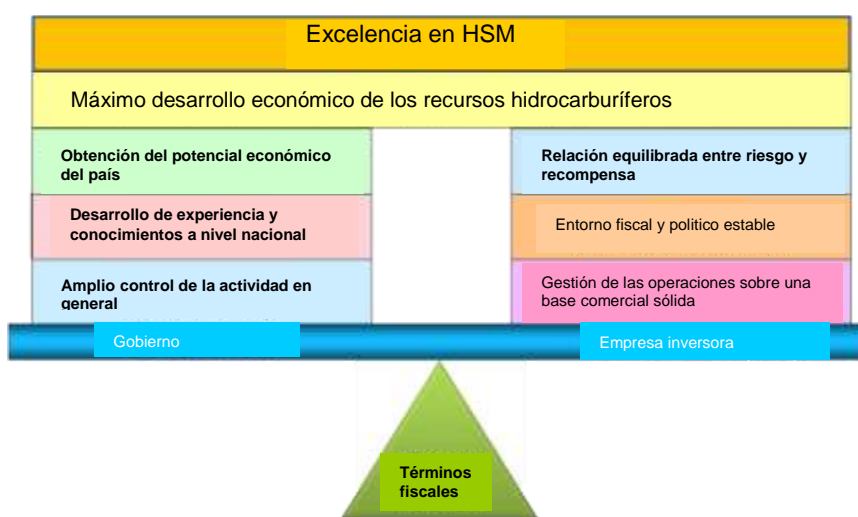 Excelencia en HSM
Máximo desarrollo económico de los recursos hidrocarburíferos
Obtención del potencial económico
del país
Relación equilibrada entre riesgo y
recompensa
Desarrollo de experiencia y
conocimientos a nivel nacional
Entorno fiscal y politico estable
Amplio control de la actividad en
general
Gestión de las operaciones sobre una
base comercial sólida
Gobierno
Empresa inversora
Términos
fiscales